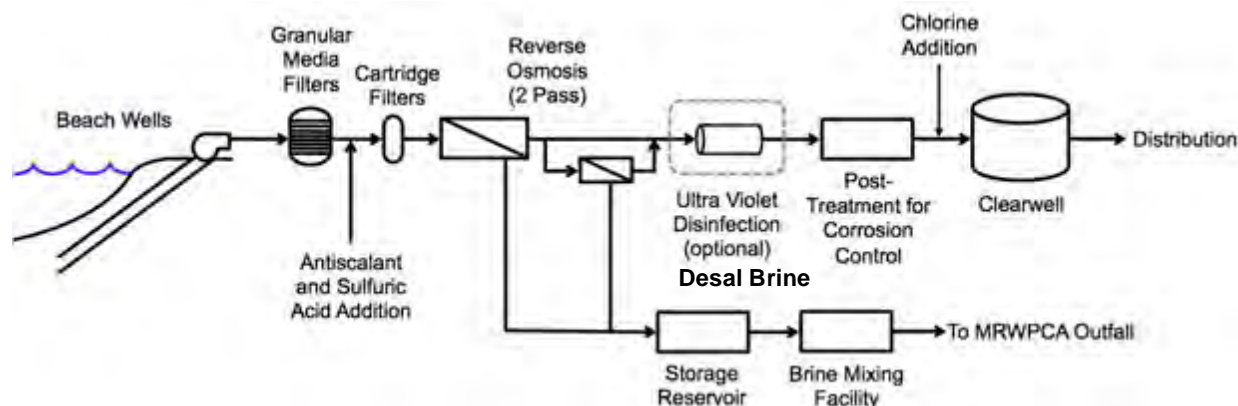 Beach Wells
Granular
Media
Filters
Antiscalant
and Sulfuric
Acid Addition
Cartridge
Filters
Reverse
Osmosis
(2 Pass)
Ultra Violet
Disinfection
(optional)
Post-
Treatment for
Corrosion
Control
Chlorine
Addition
Clearwell
Distribution
Desal Brine
Storage
Reservoir
Brine Mixing
Facility
To MRWPCA Outfall